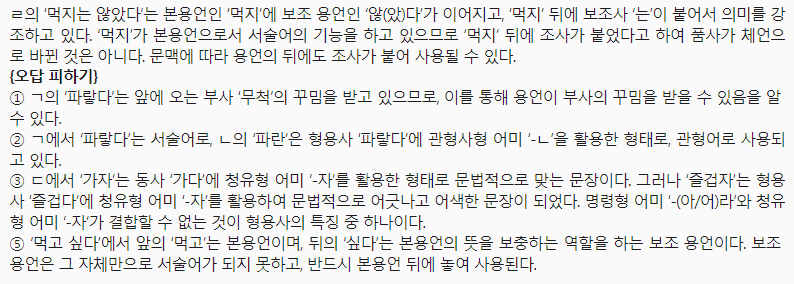 ㄹ의 '먹지는 않았다'는 본용언인 '먹지'에 보조 용언인 '않(았)다'가 이어지고, '먹지' 뒤에 보조사 '는'이 붙어서 의미를 강
조하고 있다. '먹지'가 본용언으로서 서술어의 기능을 하고 있으므로 '먹지' 뒤에 조사가 붙었다고 하여 품사가 체언으
로 바뀐 것은 아니다. 문맥에 따라 용언의 뒤에도 조사가 붙어 사용될 수 있다.
{오답 피하기}
① ㄱ의 '파랗다'는 앞에 오는 부사 '무척'의 꾸밈을 받고 있으므로, 이를 통해 용언이 부사의 꾸밈을 받을 수 있음을 알
수 있다.
② ㄱ에서 '파랗다'는 서술어로, ㄴ의 '파란'은 형용사 '파랗다'에 관형사형 어미 '-ㄴ'을 활용한 형태로, 관형어로 사용되
고 있다.
③ ㄷ에서 '가자'는 동사 '가다'에 청유형 어미 '-자'를 활용한 형태로 문법적으로 맞는 문장이다. 그러나 '즐겁자'는 형용
사 '즐겁다'에 청유형 어미 '-자'를 활용하여 문법적으로 어긋나고 어색한 문장이 되었다. 명령형 어미 '-(아/어)라'와 청유
형 어미 '-자'가 결합할 수 없는 것이 형용사의 특징 중 하나이다.
⑤ '먹고 싶다'에서 앞의 '먹고'는 본용언이며, 뒤의 '싶다'는 본용언의 뜻을 보충하는 역할을 하는 보조 용언이다. 보조
용언은 그 자체만으로 서술어가 되지 못하고, 반드시 본용언 뒤에 놓여 사용된다.